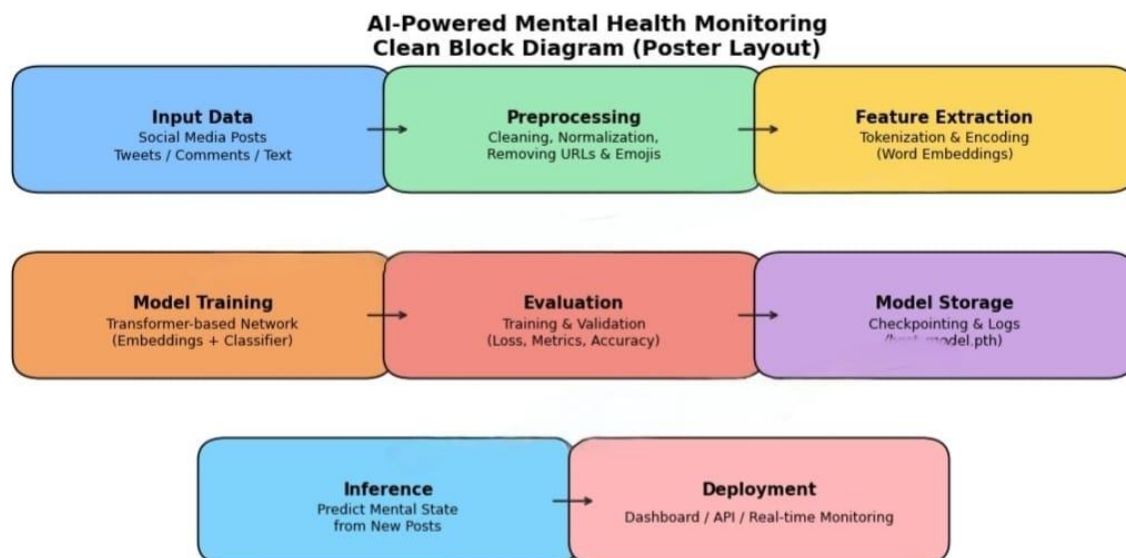 AI-Powered Mental Health Monitoring
Clean Block Diagram (Poster Layout)
Input Data
Social Media Posts
Tweets / Comments / Text
Preprocessing
Cleaning, Normalization,
Removing URLs & Emojis
Feature Extraction
Tokenization & Encoding
(Word Embeddings)
Model Training
Transformer-based Network
(Embeddings + Classifier)
Evaluation
Training & Validation
(Loss, Metrics, Accuracy)
Model Storage
Checkpointing & Logs
Inference
Predict Mental State
from New Posts
Deployment
Dashboard / API / Real-time Monitoring